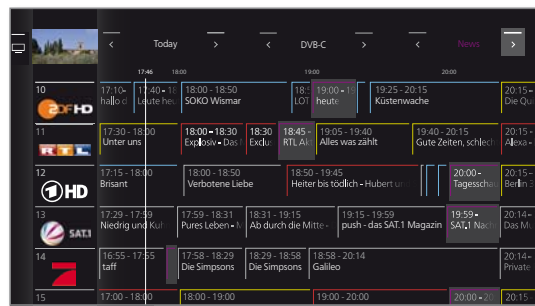 < Today > < DVB-C > < News >
17:46 18:00 19:00 20:00
10 17:10- 17:40 - 18 18:00 - 18:50 18:5 19:00 - 19 19:25 - 20:15 20:15 -
ZDF HD hallo d Leute heu SOKO Wismar LOT heute Küstenwache Die Qu
11 17:30 - 18:00 18:00 - 18:30 18:30 18:45 - 19:05 - 19:40 19:40 - 20:15 20:15 -
RTL Unter uns Explosiv - Das Exclus RTL Akt Alles was zählt Gute Zeiten, schlech Alexa -
12 17:15 - 18:00 18:00 - 18:50 18:50 - 19:45 20:00 - 20:15 -
1 HD Brisant Verbotene Liebe Heiter bis tödlich - Hubert un Tagesschau Berlin
13 17:29 - 17:59 17:59 - 18:31 18:31 - 19:15 19:15 - 19:59 19:59 - 20:14 -
SAT.1 Niedrig und Kuh Pures Leben - Ab durch die Mitte - push - das SAT.1 Magazin SAT.1 Nach Das Mu
14 16:55 - 17:55 17:58 - 18:29 18:29 - 18:58 18:58 - 20:14 20:14 -
taff Die Simpsons Die Simpsons Galileo Private
15 17:00 - 18:00 18:00 - 19:00 19:00 - 20:00 20:00 - 20 20:15 -